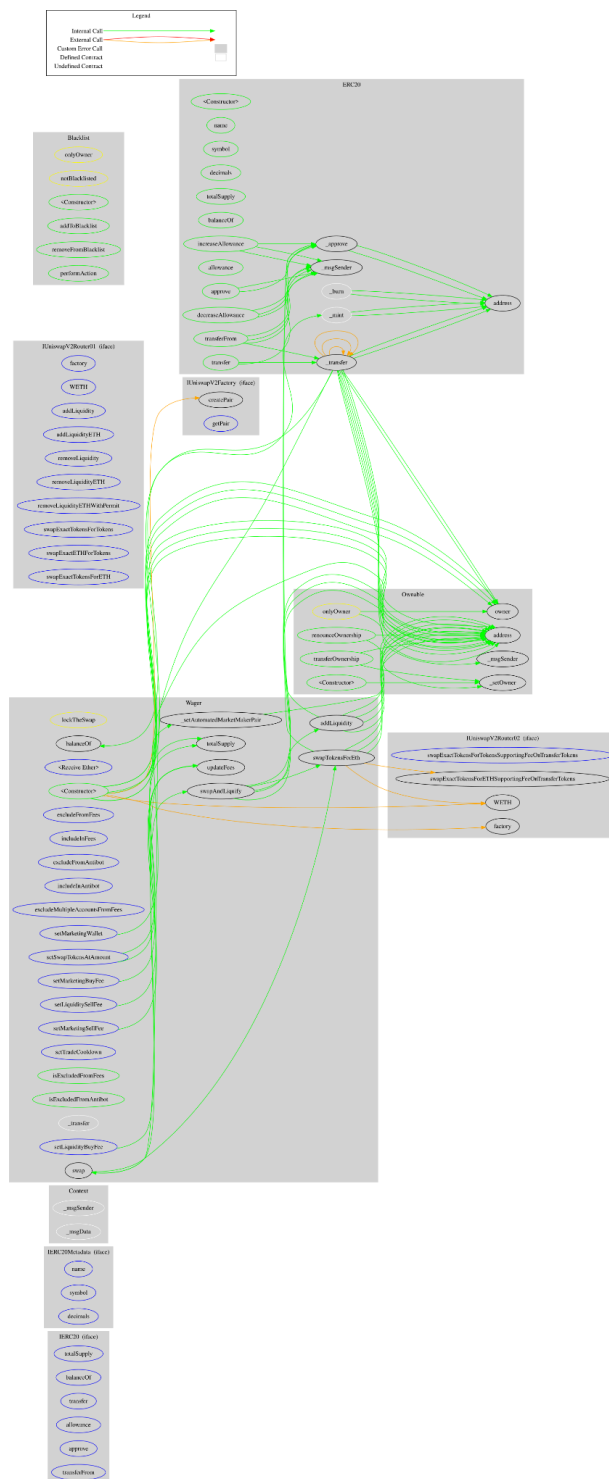 Legend
Internal Call
External Call
Custom Error Call
Defined Contract
Undefined Contract
ERC20
<Constructor>
name
symbol
decimals
totalSupply
balanceOf
increaseAllowance
_approve
allowance
_msgSender
approve
_burn
decreaseAllowance
_mint
address
transferFrom
transfer
_transfer
Blacklist
onlyOwner
notBlacklisted
<Constructor>
addToBlacklist
removeFromBlacklist
performAction
IUniswapV2Router01 (iface)
factory
WETH
addLiquidity
addLiquidityETH
removeLiquidity
removeLiquidityETH
removeLiquidityETHWithPermit
swapExactTokensForTokens
swapExactETHForTokens
swapExactTokensForETH
IUniswapV2Factory (iface)
createPair
getPair
Ownable
onlyOwner
owner
renounceOwnership
address
transferOwnership
_msgSender
<Constructor>
_setOwner
Wager
lockTheSwap
_setAutomatedMarketMakerPair
addLiquidity
balanceOf
totalSupply
swapTokensForEth
<Receive Ether>
updateFees
<Constructor>
swapAndLiquify
excludeFromFees
includeInFees
excludeFromAntibot
includeInAntibot
excludeMultipleAccountsFromFees
setMarketingWallet
setSwapTokensAtAmount
setMarketingBuyFee
setLiquiditySellFee
setMarketingSellFee
setTradeCooldown
isExcludedFromFees
isExcludedFromAntibot
_transfer
setLiquidityBuyFee
swap
IUniswapV2Router02 (iface)
swapExactTokensForTokensSupportingFeeOnTransferTokens
swapExactTokensForETHSupportingFeeOnTransferTokens
WETH
factory
Context
_msgSender
_msgData
IERC20Metadata (iface)
name
symbol
decimals
IERC20 (iface)
totalSupply
balanceOf
transfer
allowance
approve
transferFrom